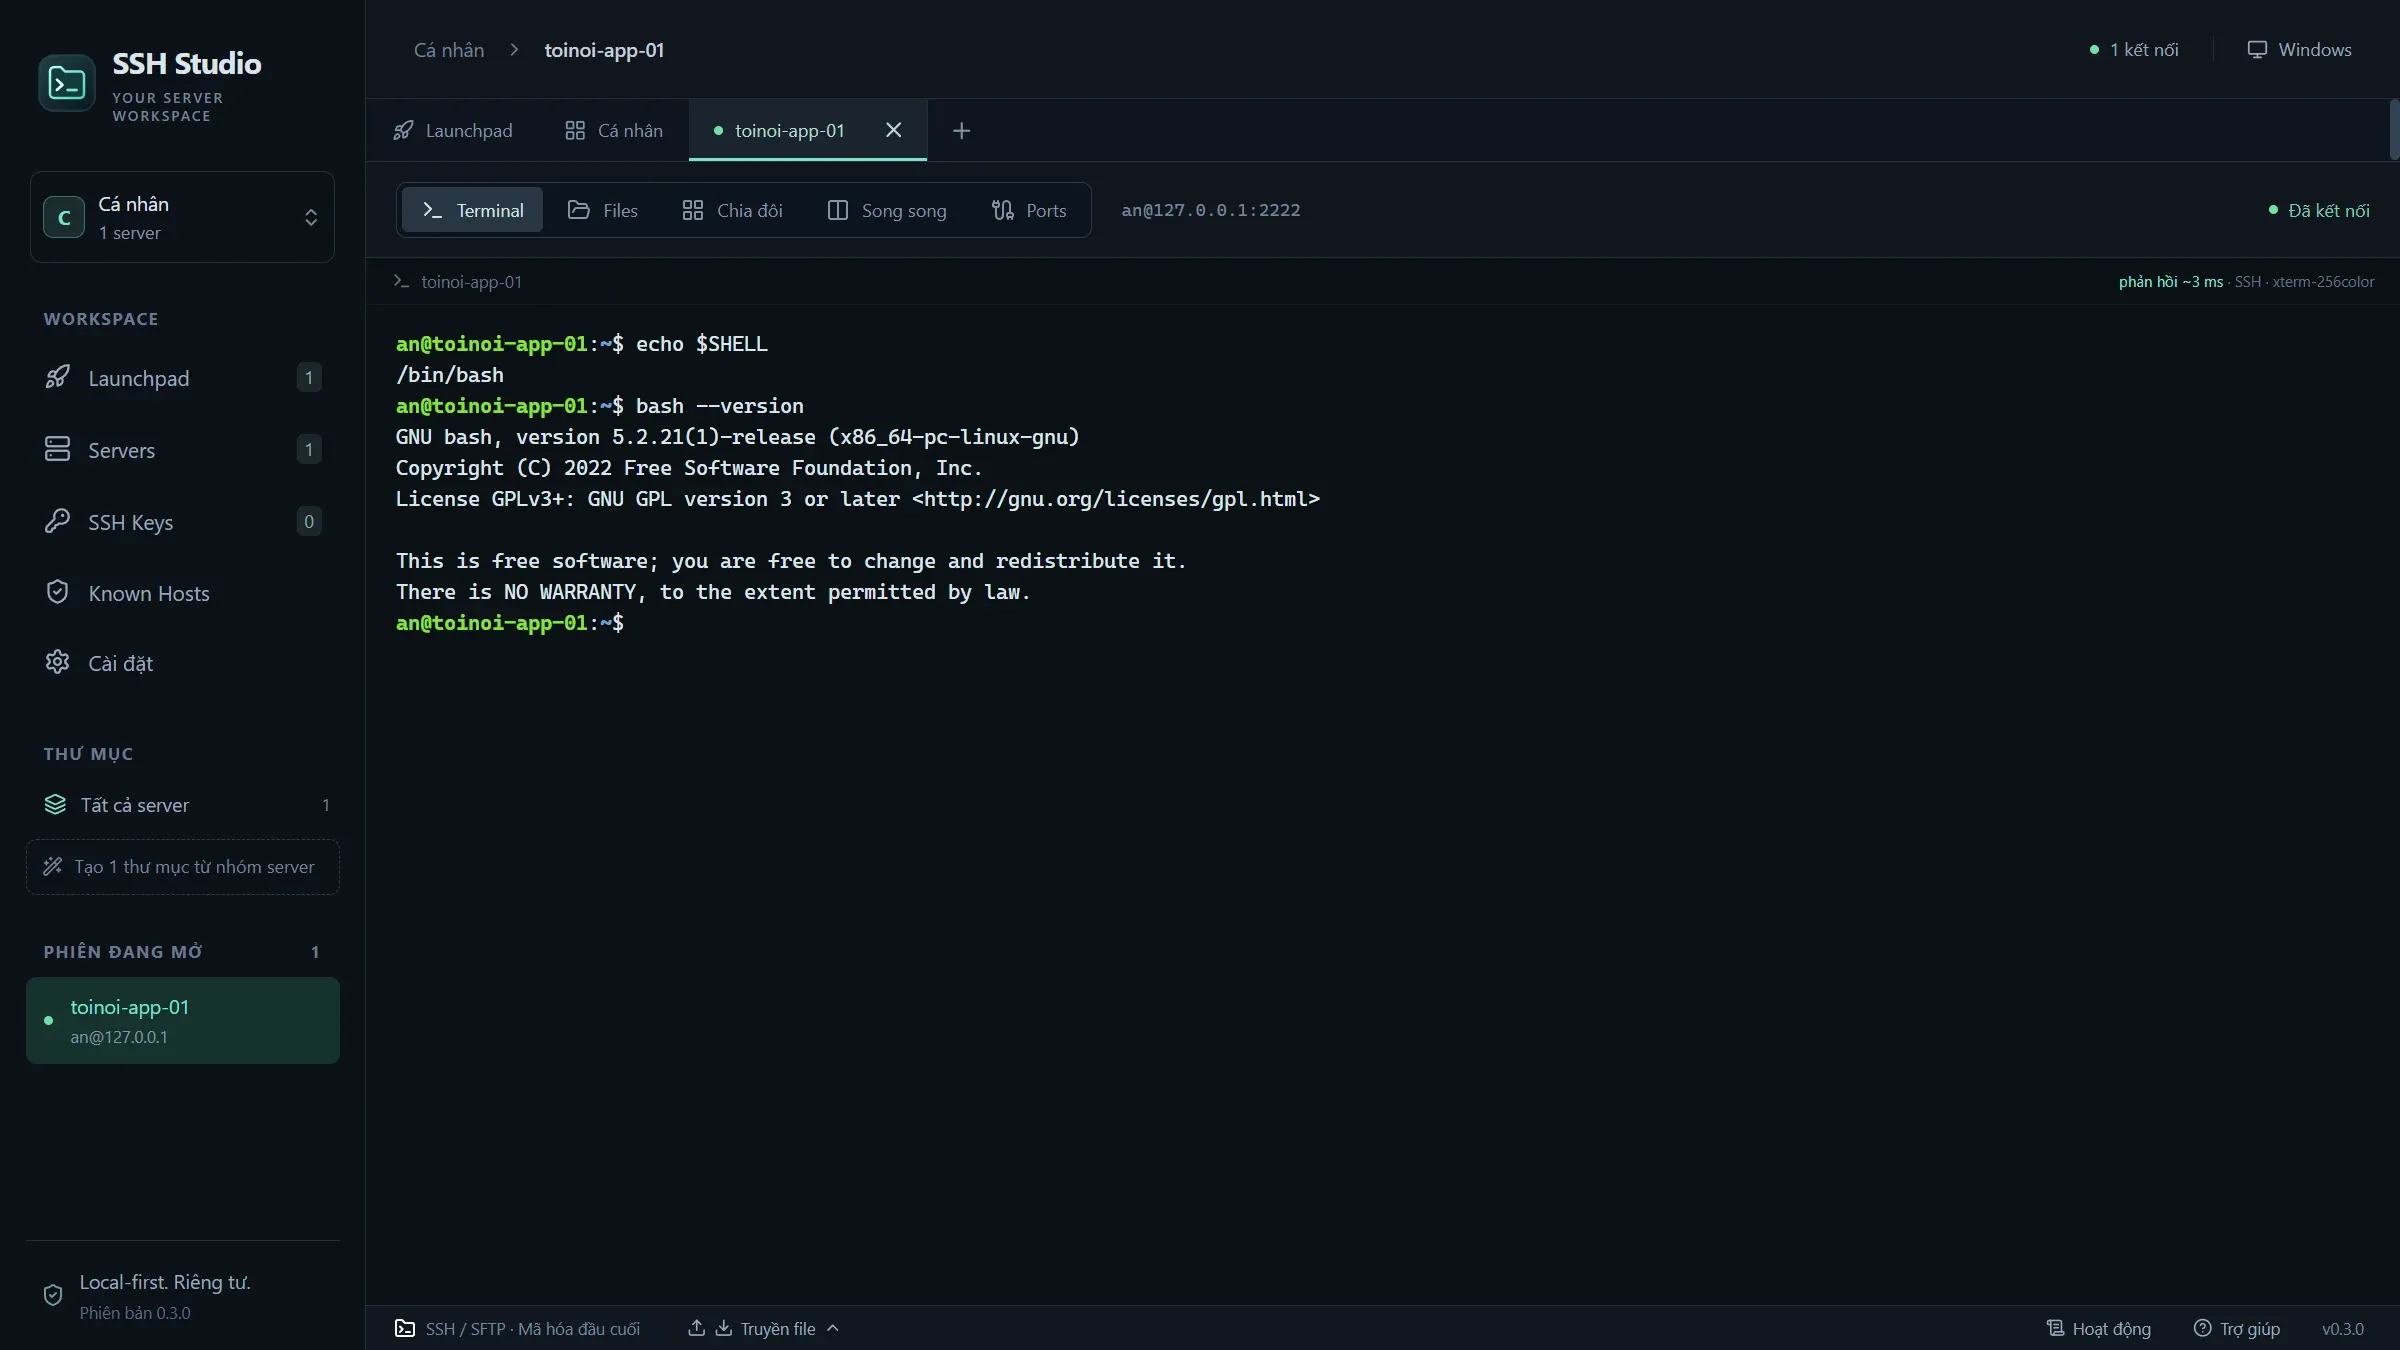 SSH Studio
YOUR SERVER
WORKSPACE
C
Cá nhân
1 server
WORKSPACE
Launchpad 1
Servers 1
SSH Keys 0
Known Hosts
Cài đặt
THƯ MỤC
Tất cả server 1
Tạo 1 thư mục từ nhóm server
PHIÊN ĐANG MỞ 1
toinoi-app-01
an@127.0.0.1
Local-first. Riêng tư.
Phiên bản 0.3.0
Cá nhân > toinoi-app-01
1 kết nối
Windows
Launchpad
Cá nhân
toinoi-app-01
Terminal
Files
Chia đôi
Song song
Ports
an@127.0.0.1:2222
Đã kết nối
toinoi-app-01
phản hồi ~3 ms · SSH · xterm-256color
an@toinoi-app-01:~$ echo $SHELL
/bin/bash
an@toinoi-app-01:~$ bash --version
GNU bash, version 5.2.21(1)-release (x86_64-pc-linux-gnu)
Copyright (C) 2022 Free Software Foundation, Inc.
License GPLv3+: GNU GPL version 3 or later <http://gnu.org/licenses/gpl.html>
This is free software; you are free to change and redistribute it.
There is NO WARRANTY, to the extent permitted by law.
an@toinoi-app-01:~$
SSH / SFTP · Mã hóa đầu cuối
Truyền file
Hoạt động
Trợ giúp
v0.3.0